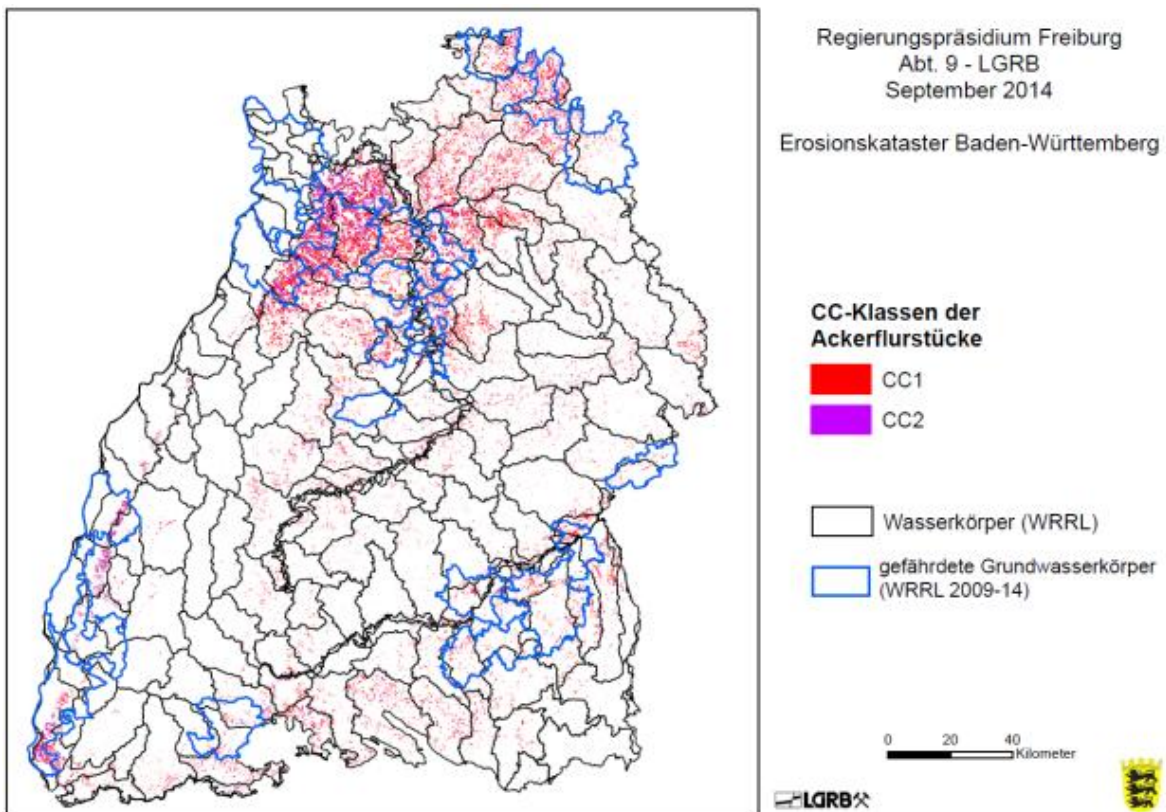 Regierungspräsidium Freiburg
Abt. 9 - LGRB
September 2014
Erosionskataster Baden-Württemberg
CC-Klassen der
Ackerflurstücke
CC1
CC2
Wasserkörper (WRRL)
gefährdete Grundwasserkörper
(WRRL 2009-14)
0 20 40
Kilometer
LGRB